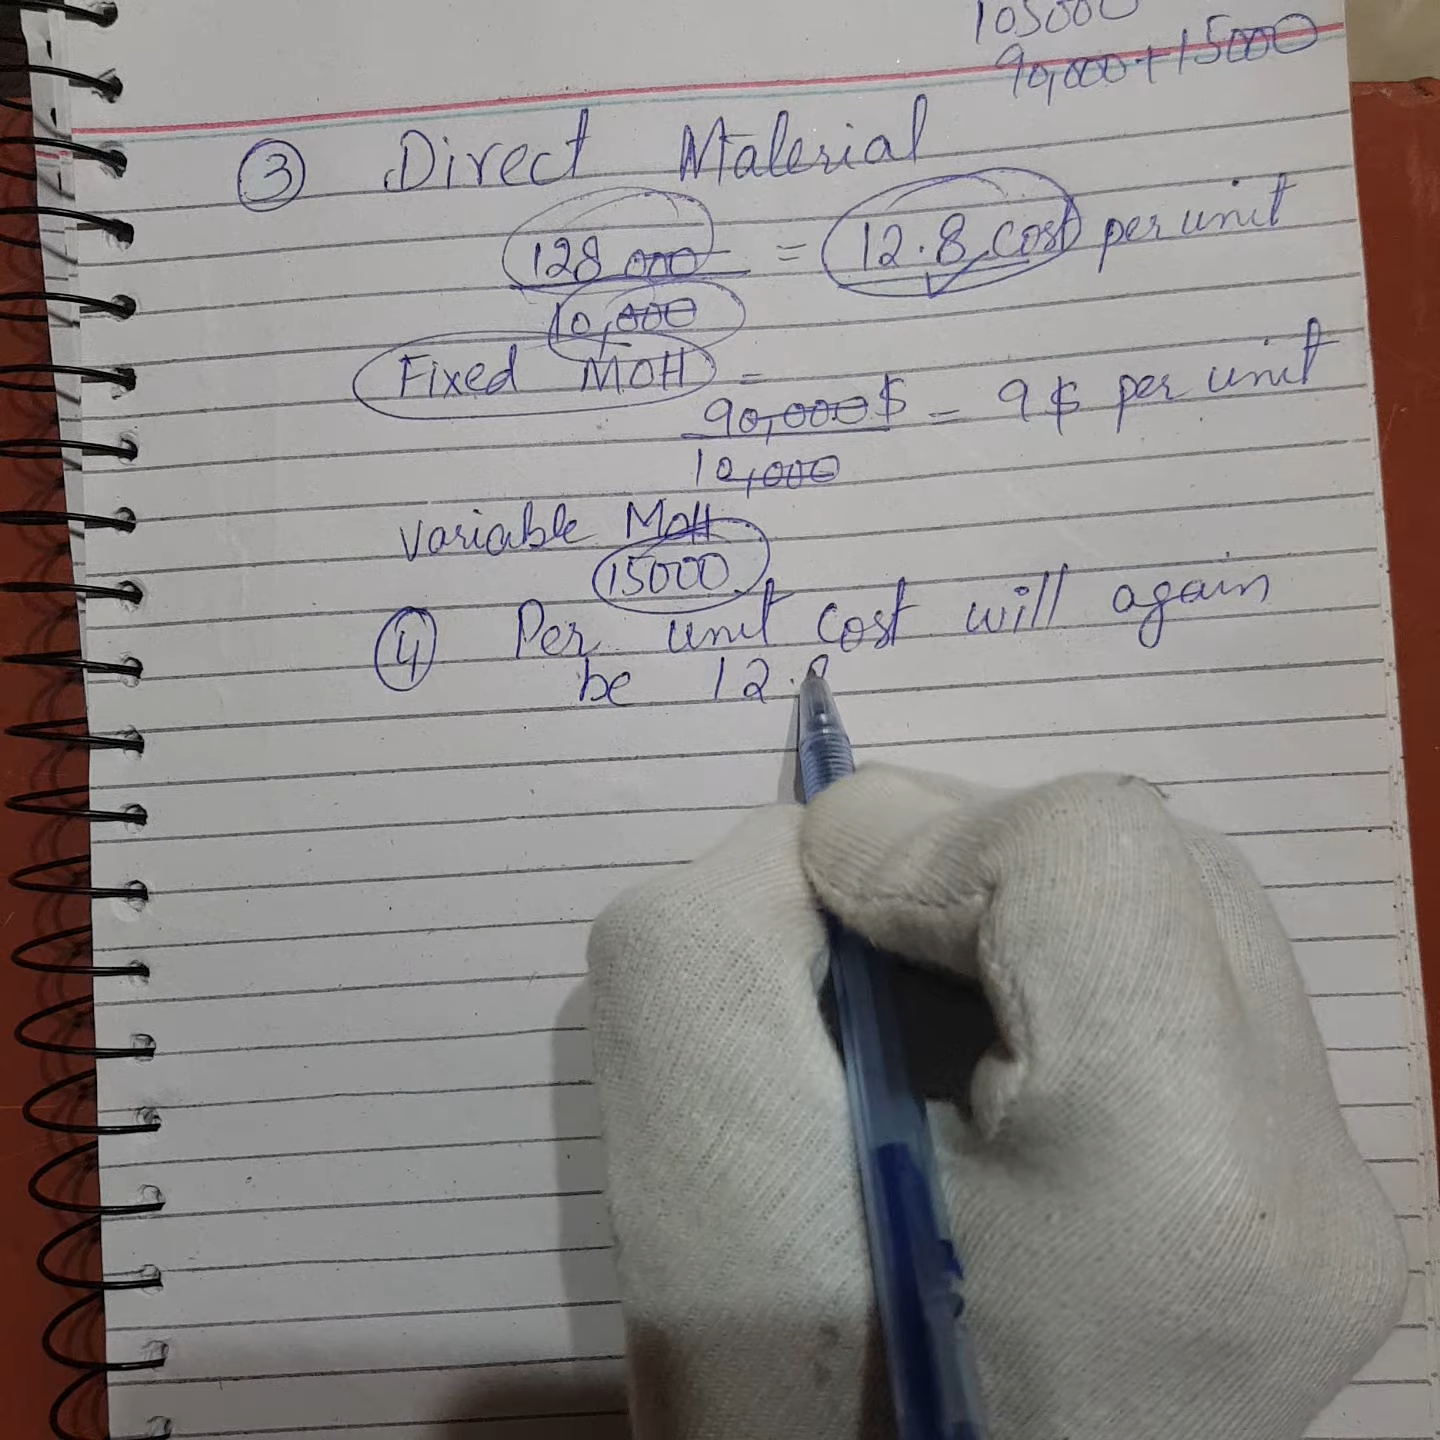 105000
90,000+15000
③ Direct Material
128 000 = 12.8 cost per unit
10,000
Fixed MOH =
90,000$ = 9$ per unit
10,000
variable MOH
15000
④ Per unit cost will again
be 12.8